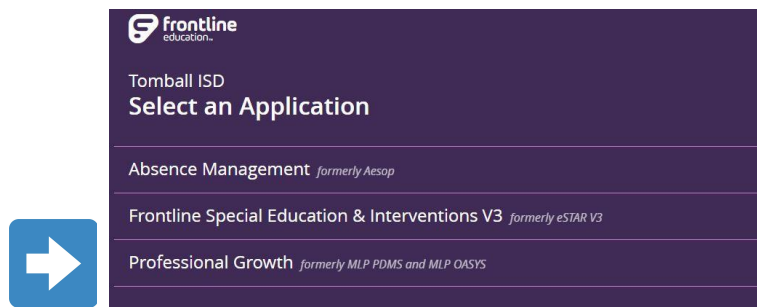 frontline
education™
Tomball ISD
Select an Application
Absence Management formerly Aesop
Frontline Special Education & Interventions V3 formerly eSTAR V3
Professional Growth formerly MLP PDMS and MLP OASYS